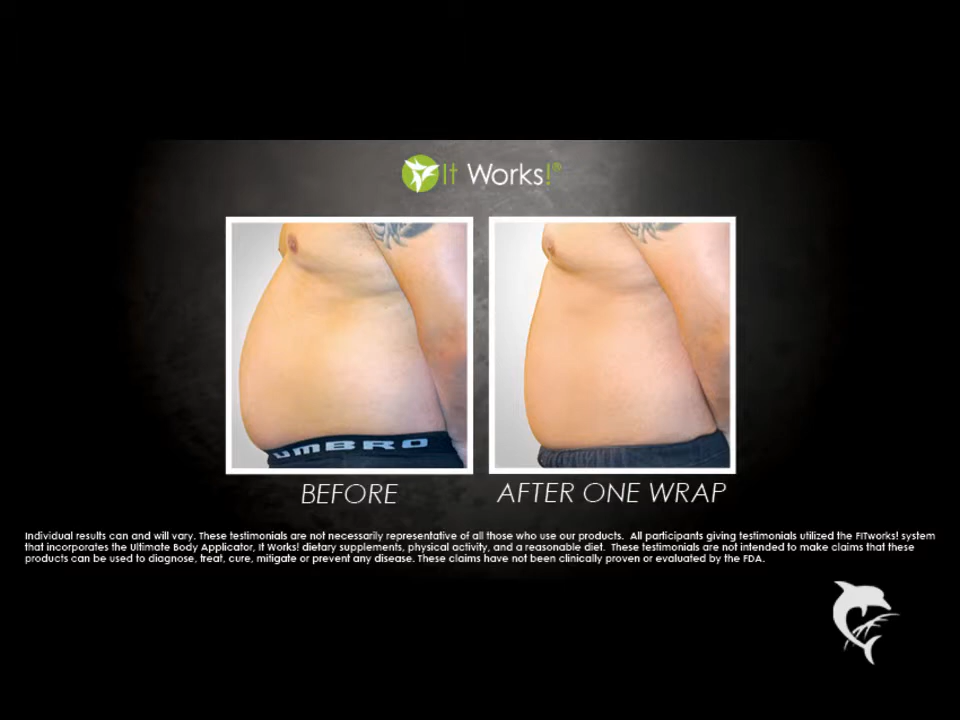 It Works!®
UMBRO
BEFORE
AFTER ONE WRAP
Individual results can and will vary. These testimonials are not necessarily representative of all those who use our products.  All participants giving testimonials utilized the FITworks! system
that incorporates the Ultimate Body Applicator, It Works! dietary supplements, physical activity, and a reasonable diet.  These testimonials are not intended to make claims that these
products can be used to diagnose, treat, cure, mitigate or prevent any disease. These claims have not been clinically proven or evaluated by the FDA.